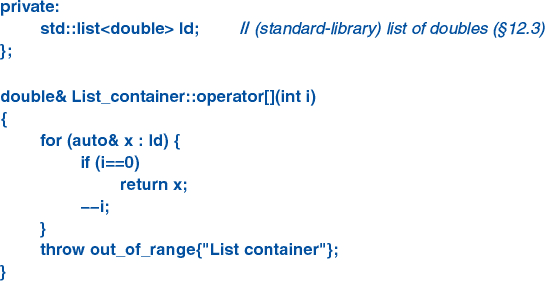 private:
std::list<double> ld; // (standard-library) list of doubles (§12.3)
};
double& List_container::operator[](int i)
{
for (auto& x : ld) {
if (i==0)
return x;
−−i;
}
throw out_of_range{"List container"};
}